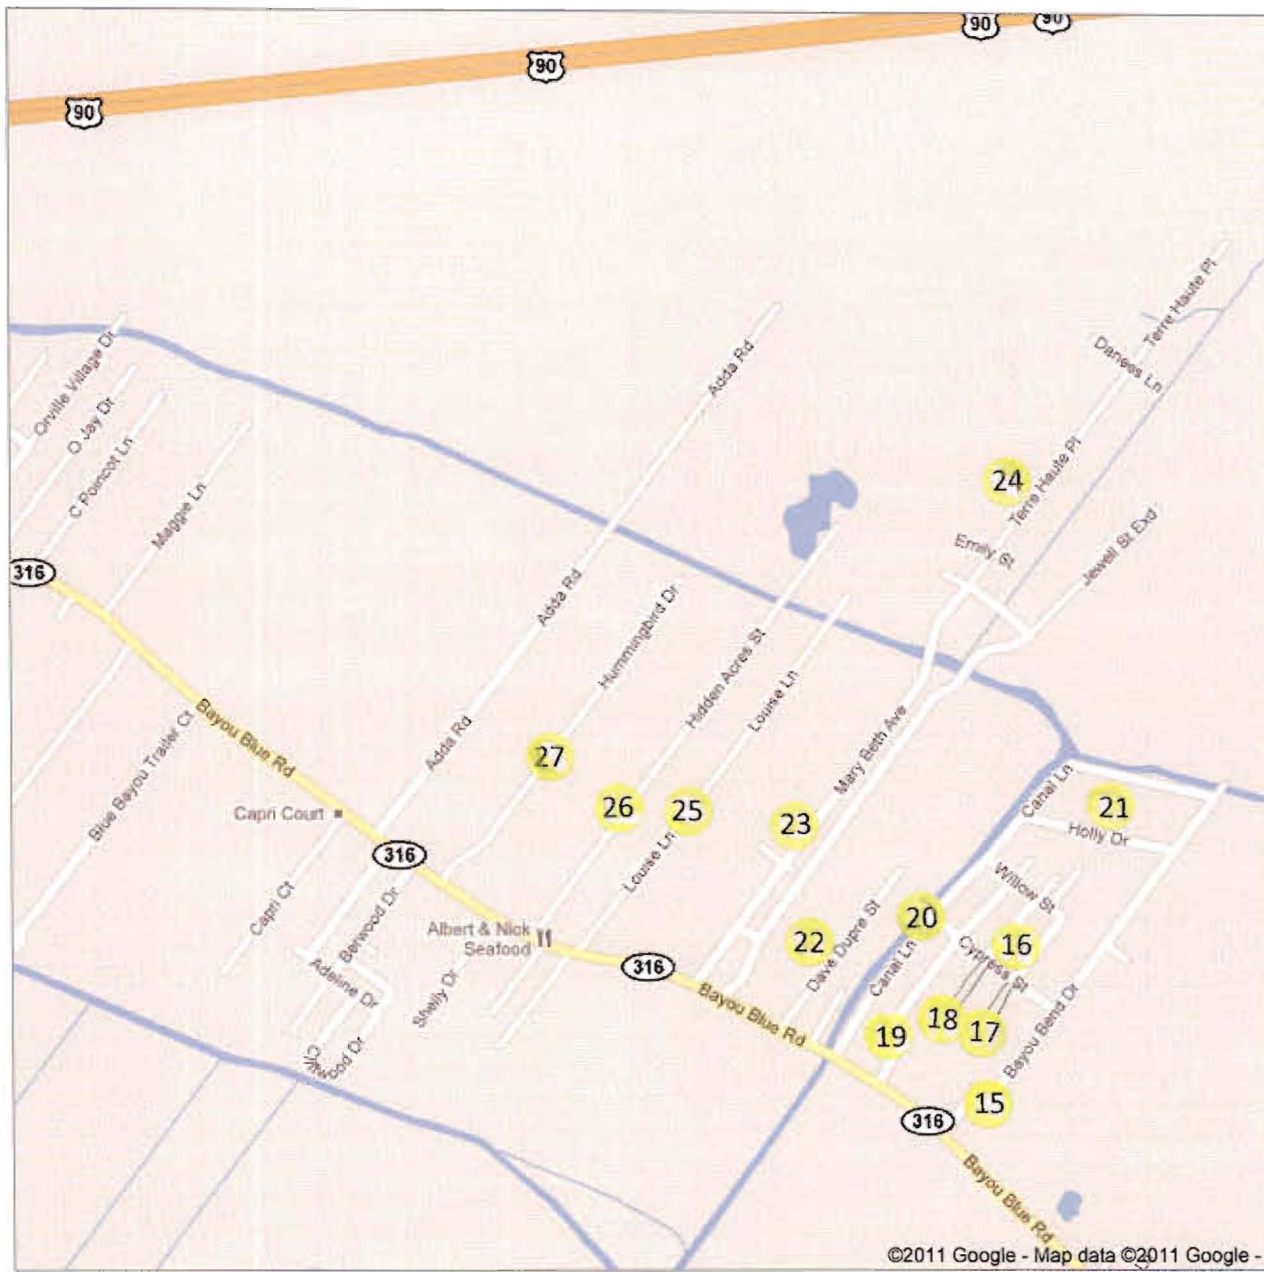 90
90
90
90
Terre Haute Pl
Daness Ln
Orville Village Dr
O Jay Dr
C Poincot Ln
Maggie Ln
Adda Rd
24
Terre Haute Pl
Emily St
Jewell St Exd
316
Adda Rd
Hummingbird Dr
Hidden Acres St
Louise Ln
Mary Beth Ave
Bayou Blue Rd
Blue Bayou Trailer Ct
Adda Rd
27
26
25
23
Canal Ln
21
Holly Dr
Capri Court
316
Louise Ln
Willow St
Capri Ct
Berwood Dr
Albert & Nick
Seafood
20
22
Davie Dupre St
16
Cypress St
316
Adeline Dr
Shelly Dr
Bayou Blue Rd
Canal Ln
18
17
19
Bayou Bend Dr
15
316
Bayou Blue Rd
©2011 Google - Map data ©2011 Google -